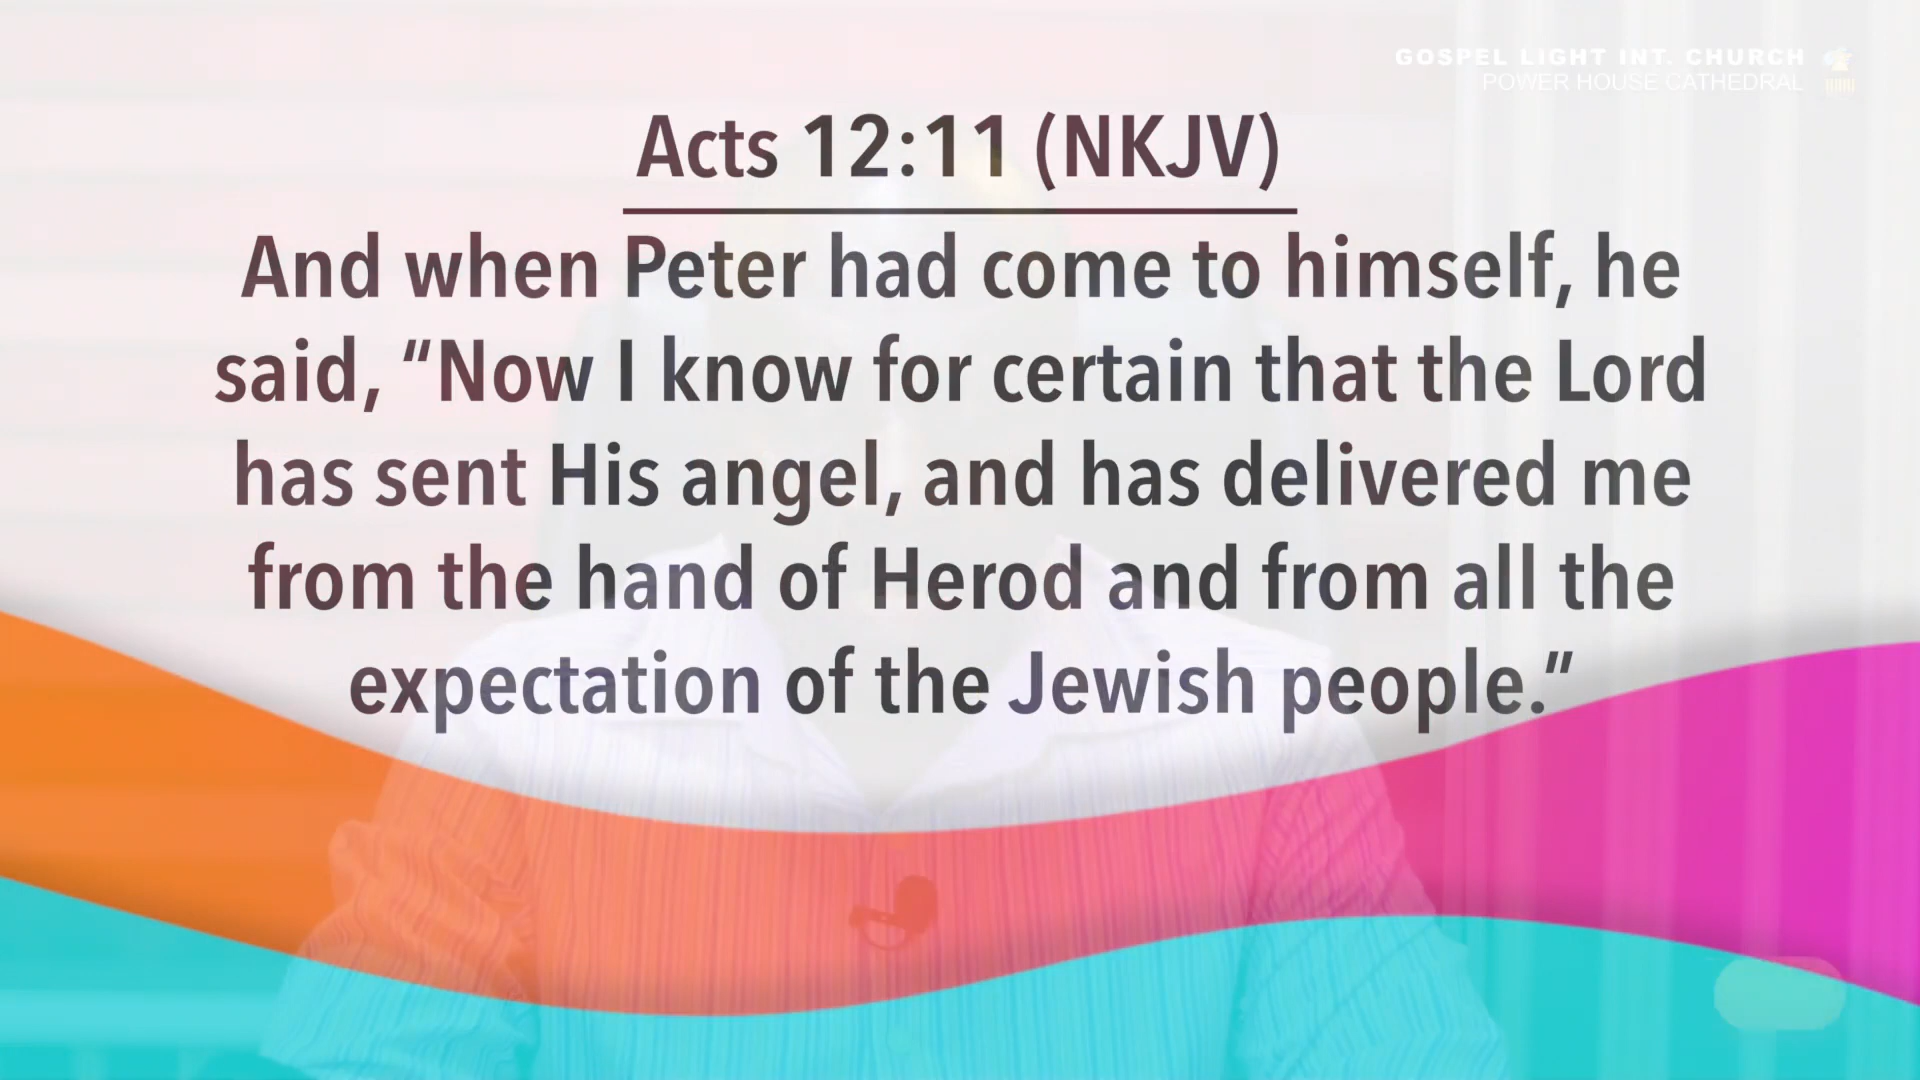 GOSPEL LIGHT INT. CHURCH
POWER HOUSE CATHEDRAL
Acts 12:11 (NKJV)
And when Peter had come to himself, he
said, “Now I know for certain that the Lord
has sent His angel, and has delivered me
from the hand of Herod and from all the
expectation of the Jewish people.”